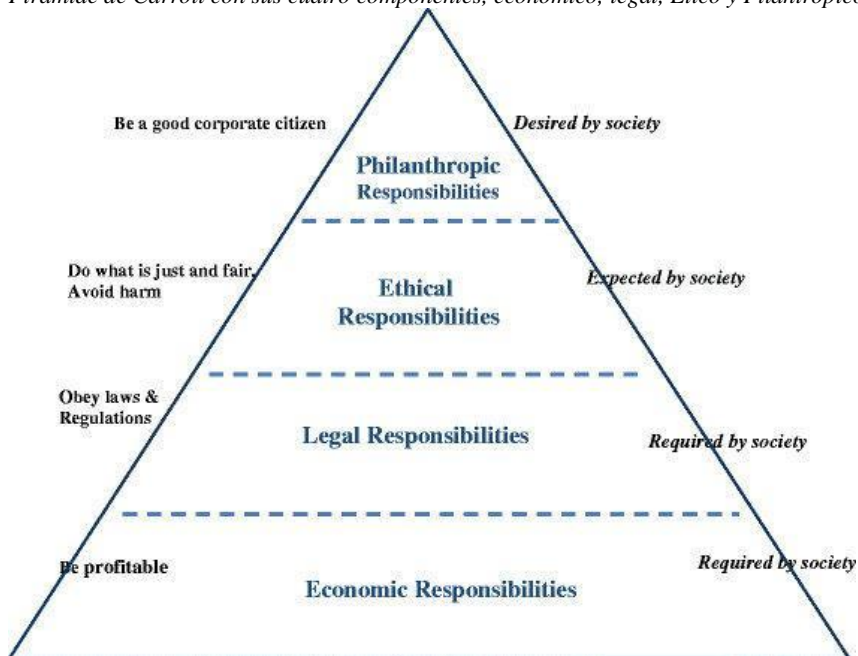 Pirámide de Carroll con sus cuatro componentes, económico, legal, Ético y Filantrópico
Be a good corporate citizen
Desired by society
Philanthropic
Responsibilities
Do what is just and fair,
Avoid harm
Expected by society
Ethical
Responsibilities
Obey laws &
Regulations
Legal Responsibilities
Required by society
Be profitable
Required by society
Economic Responsibilities